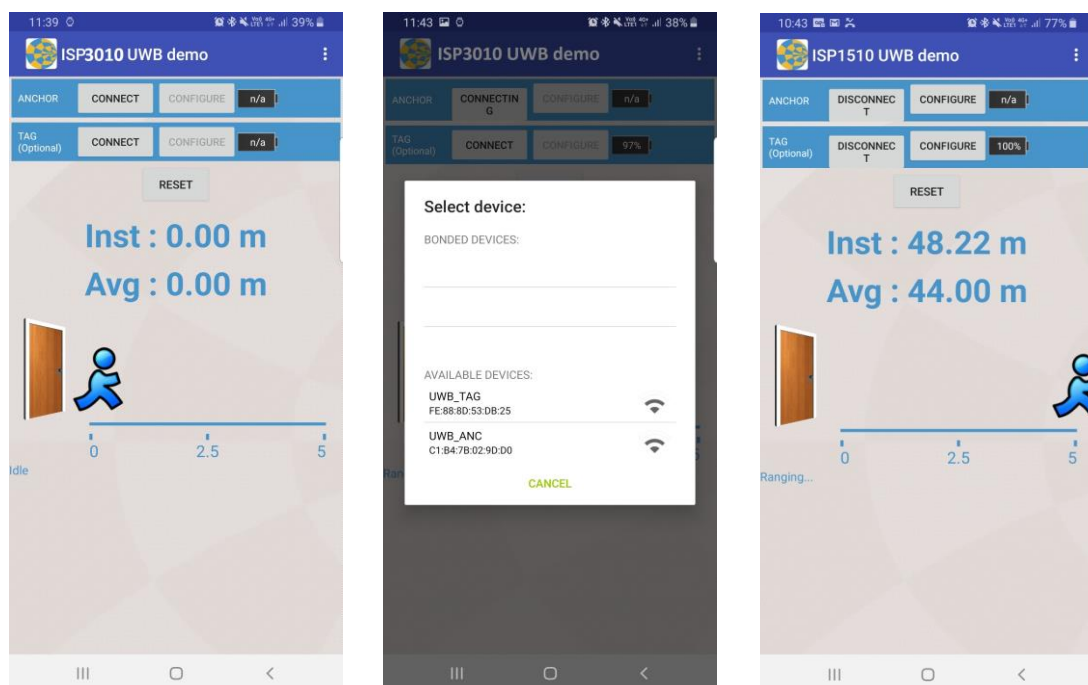 11:39
39%
ISP3010 UWB demo
ANCHOR CONNECT CONFIGURE n/a
TAG
(Optional) CONNECT CONFIGURE n/a
RESET
Inst : 0.00 m
Avg : 0.00 m
0 2.5 5
Idle
11:43
38%
ISP3010 UWB demo
ANCHOR CONNECTIN
G CONFIGURE n/a
TAG
(Optional) CONNECT CONFIGURE 97%
Select device:
BONDED DEVICES:
AVAILABLE DEVICES:
UWB_TAG
FE:88:8D:53:DB:25
UWB_ANC
C1:B4:7B:02:9D:D0
Ran
CANCEL
10:43
77%
ISP1510 UWB demo
ANCHOR DISCONNEC
T CONFIGURE n/a
TAG
(Optional) DISCONNEC
T CONFIGURE 100%
RESET
Inst : 48.22 m
Avg : 44.00 m
0 2.5 5
Ranging...